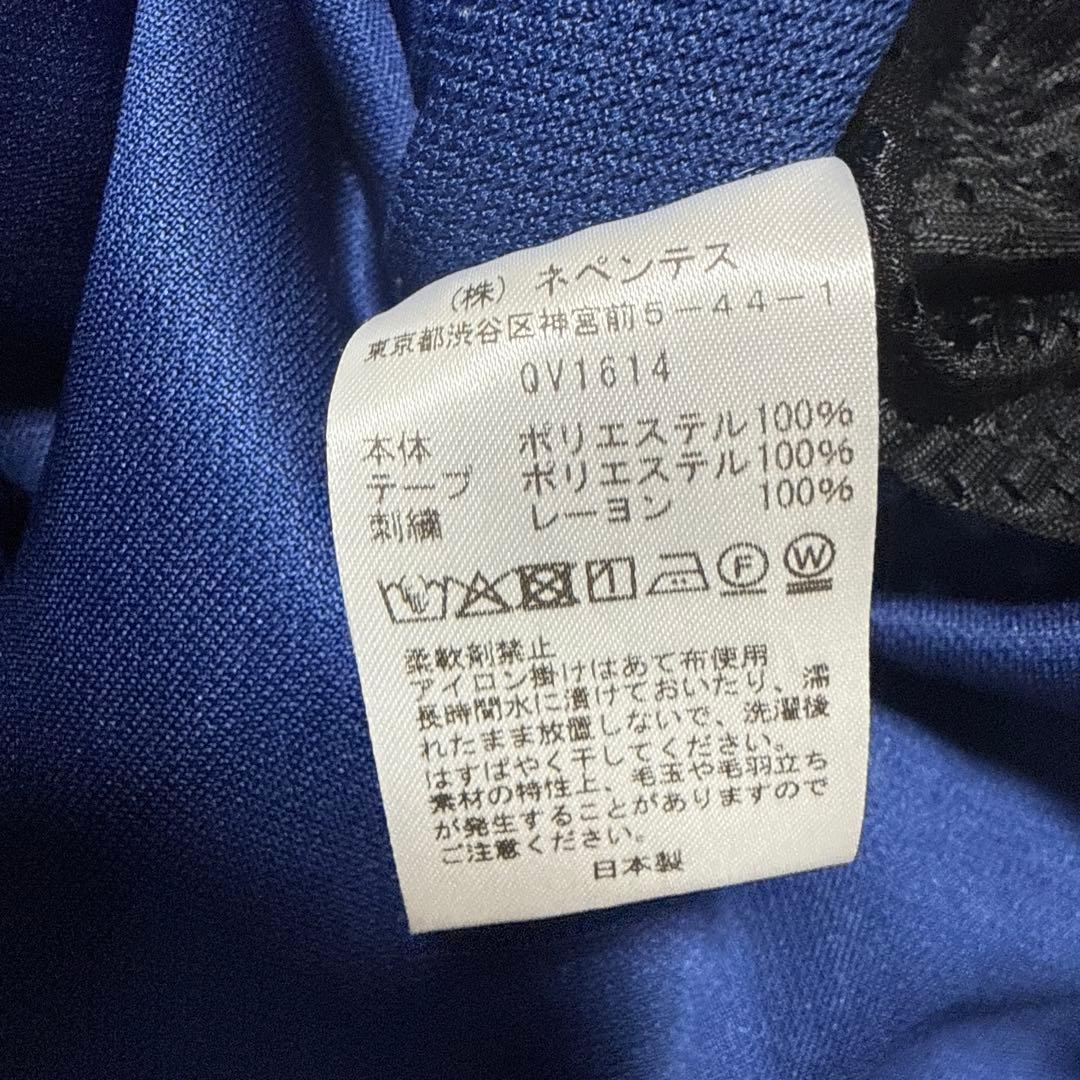 (株) ネペンテス
東京都渋谷区神宮前5-44-1
QV1614
本体 ポリエステル 100%
テープ ポリエステル 100%
刺繍 レーヨン 100%
柔軟剤禁止
アイロン掛けはあて布使用
長時間水に漬けておいたり、濡
れたまま放置しないで、洗濯後
はすばやく干してください。
素材の特性上、毛玉や毛羽立ち
が発生することがありますので
ご注意ください。
日本製